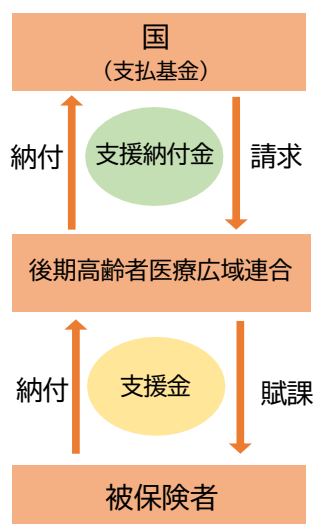 国
（支払基金）
納付
支援納付金
請求
後期高齢者医療広域連合
納付
支援金
賦課
被保険者